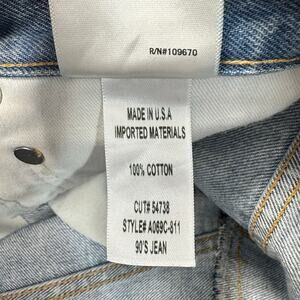 R/N#109670
MADE IN U.S.A
IMPORTED MATERIALS
100% COTTON
CUT# 54738
STYLE# A069C-811
90'S JEAN